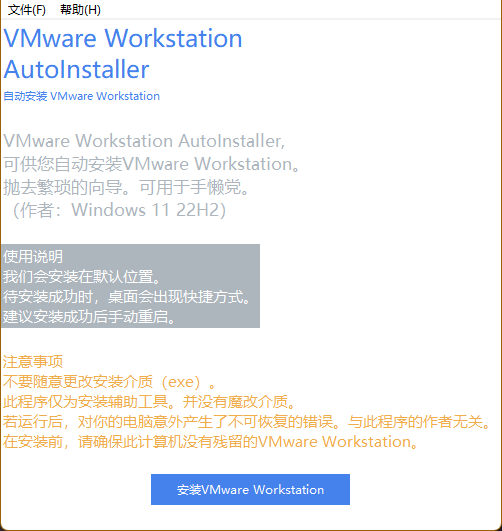 文件(F) 帮助(H)
VMware Workstation
AutoInstaller
自动安装 VMware Workstation
VMware Workstation AutoInstaller,
可供您自动安装VMware Workstation。
抛去繁琐的向导。可用于手懒党。
（作者：Windows 11 22H2）
使用说明
我们会安装在默认位置。
待安装成功时，桌面会出现快捷方式。
建议安装成功后手动重启。
注意事项
不要随意更改安装介质（exe）。
此程序仅为安装辅助工具。并没有魔改介质。
若运行后，对你的电脑意外产生了不可恢复的错误。与此程序的作者无关。
在安装前，请确保此计算机没有残留的VMware Workstation。
安装VMware Workstation